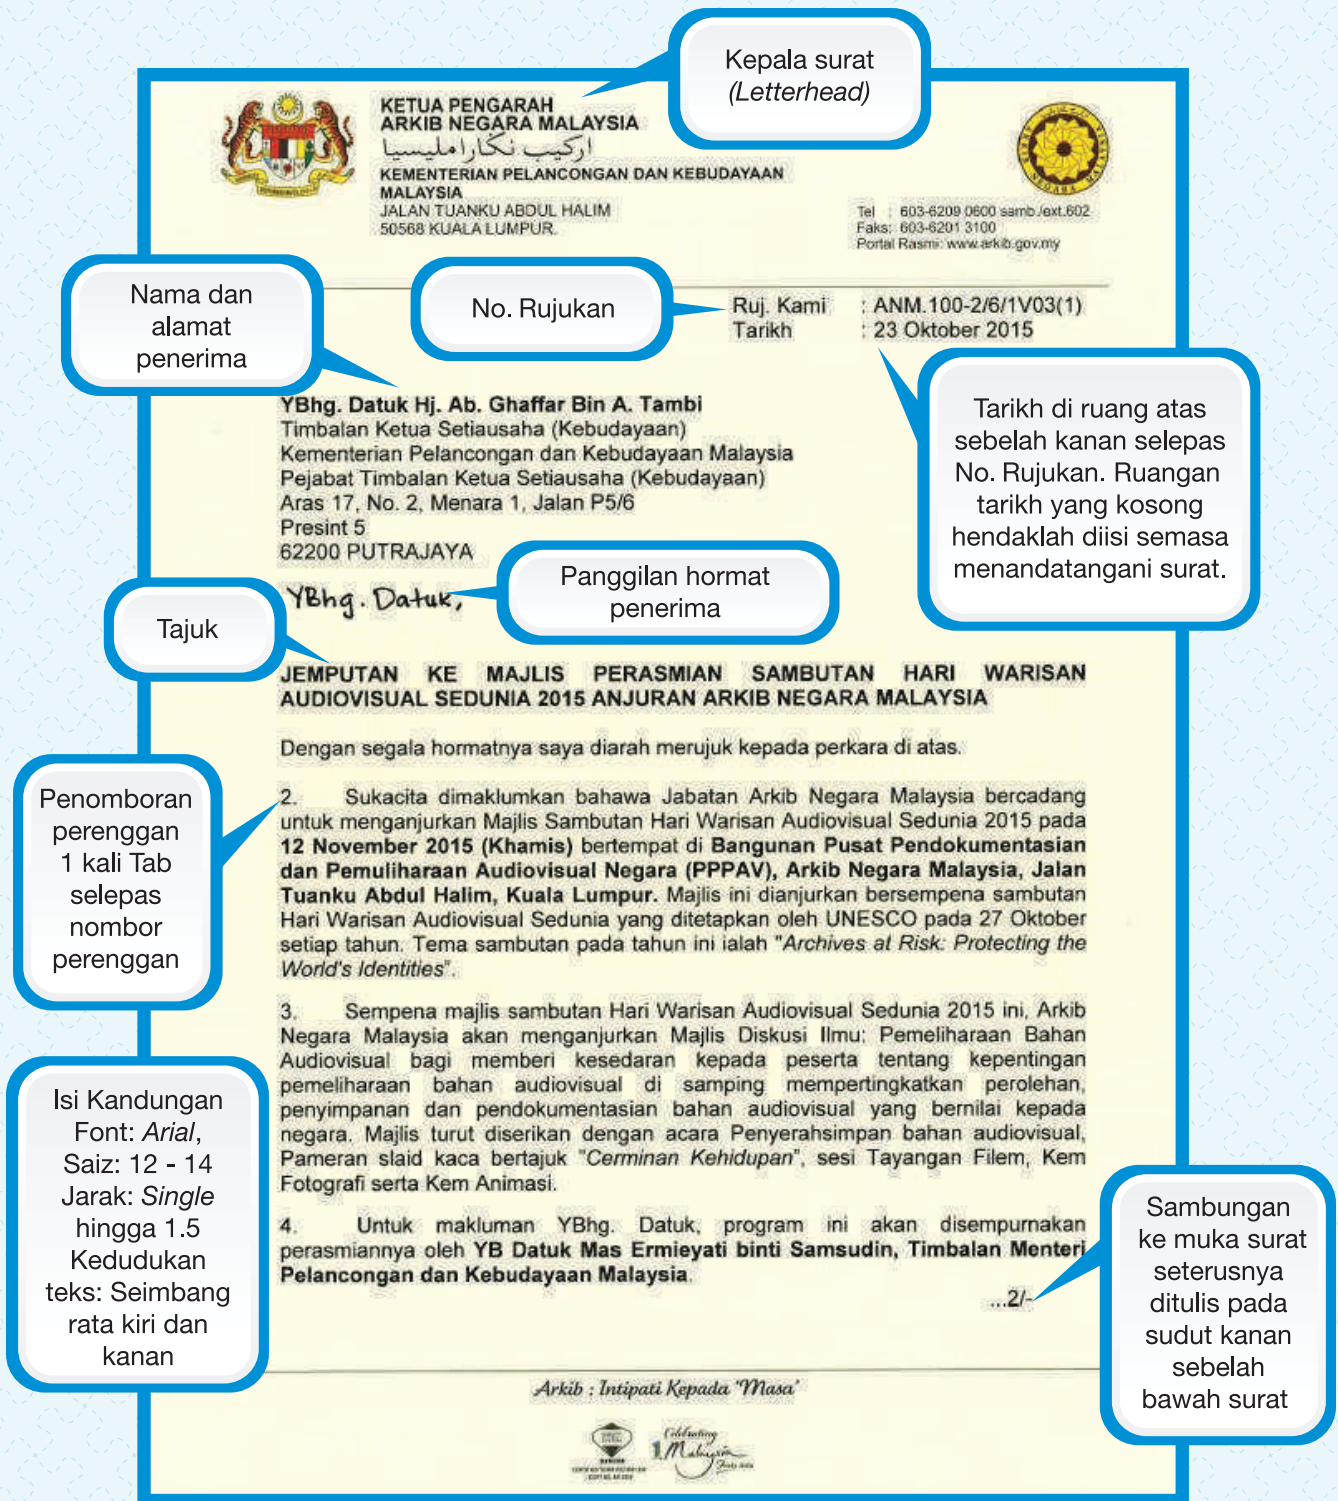 Kepala surat
(Letterhead)
KETUA PENGARAH
ARKIB NEGARA MALAYSIA
ارکيب نݢارا مليسيا
KEMENTERIAN PELANCONGAN DAN KEBUDAYAAN
MALAYSIA
JALAN TUANKU ABDUL HALIM
50568 KUALA LUMPUR.
Tel : 603-6209 0600 samb./ext.602
Faks: 603-6201 3100
Portal Rasmi: www.arkib.gov.my
Nama dan
alamat
penerima
No. Rujukan
Ruj. Kami : ANM.100-2/6/1V03(1)
Tarikh : 23 Oktober 2015
Tarikh di ruang atas
sebelah kanan selepas
No. Rujukan. Ruangan
tarikh yang kosong
hendaklah diisi semasa
menandatangani surat.
YBhg. Datuk Hj. Ab. Ghaffar Bin A. Tambi
Timbalan Ketua Setiausaha (Kebudayaan)
Kementerian Pelancongan dan Kebudayaan Malaysia
Pejabat Timbalan Ketua Setiausaha (Kebudayaan)
Aras 17, No. 2, Menara 1, Jalan P5/6
Presint 5
62200 PUTRAJAYA
YBhg. Datuk,
Panggilan hormat
penerima
Tajuk
JEMPUTAN KE MAJLIS PERASMIAN SAMBUTAN HARI WARISAN
AUDIOVISUAL SEDUNIA 2015 ANJURAN ARKIB NEGARA MALAYSIA
Dengan segala hormatnya saya diarah merujuk kepada perkara di atas.
Penomboran
perenggan
1 kali Tab
selepas
nombor
perenggan
2. Sukacita dimaklumkan bahawa Jabatan Arkib Negara Malaysia bercadang
untuk menganjurkan Majlis Sambutan Hari Warisan Audiovisual Sedunia 2015 pada
12 November 2015 (Khamis) bertempat di Bangunan Pusat Pendokumentasian
dan Pemuliharaan Audiovisual Negara (PPPAV), Arkib Negara Malaysia, Jalan
Tuanku Abdul Halim, Kuala Lumpur. Majlis ini dianjurkan bersempena sambutan
Hari Warisan Audiovisual Sedunia yang ditetapkan oleh UNESCO pada 27 Oktober
setiap tahun. Tema sambutan pada tahun ini ialah "Archives at Risk: Protecting the
World's Identities".
3. Sempena majlis sambutan Hari Warisan Audiovisual Sedunia 2015 ini, Arkib
Negara Malaysia akan menganjurkan Majlis Diskusi Ilmu: Pemeliharaan Bahan
Audiovisual bagi memberi kesedaran kepada peserta tentang kepentingan
pemeliharaan bahan audiovisual di samping mempertingkatkan perolehan,
penyimpanan dan pendokumentasian bahan audiovisual yang bernilai kepada
negara. Majlis turut diserikan dengan acara Penyerahsimpan bahan audiovisual,
Pameran slaid kaca bertajuk "Cerminan Kehidupan", sesi Tayangan Filem, Kem
Fotografi serta Kem Animasi.
Isi Kandungan
Font: Arial,
Saiz: 12 - 14
Jarak: Single
hingga 1.5
Kedudukan
teks: Seimbang
rata kiri dan
kanan
4. Untuk makluman YBhg. Datuk, program ini akan disempurnakan
perasmiannya oleh YB Datuk Mas Ermieyati binti Samsudin, Timbalan Menteri
Pelancongan dan Kebudayaan Malaysia.
...2/-
Sambungan
ke muka surat
seterusnya
ditulis pada
sudut kanan
sebelah
bawah surat
Arkib : Intipati Kepada 'Masa'
Celebrating
1Malaysia